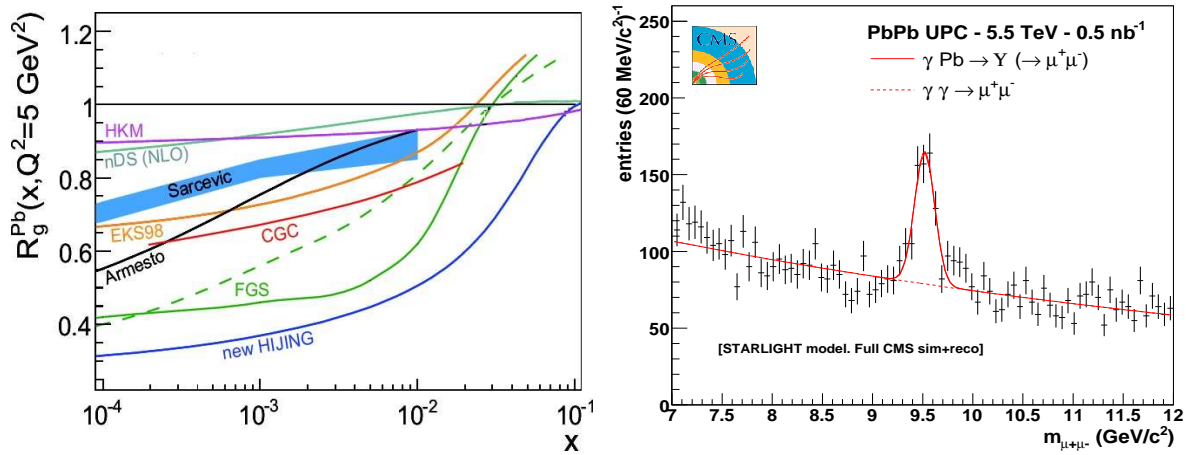 R_g^Pb(x,Q^2=5 GeV^2)
1.2
1
0.8
0.6
0.4
HKM
nDS (NLO)
Sarcevic
EKS98
Armesto
CGC
FGS
new HIJING
10^-4
10^-3
10^-2
10^-1
X
entries (60 MeV/c^2)^-1
250
200
150
100
50
0
CMS
PbPb UPC - 5.5 TeV - 0.5 nb^-1
γ Pb → Υ (→ μ^+μ^-)
γ γ → μ^+μ^-
[STARLIGHT model. Full CMS sim+reco]
7 7.5 8 8.5 9 9.5 10 10.5 11 11.5 12
m_μ+μ- (GeV/c^2)